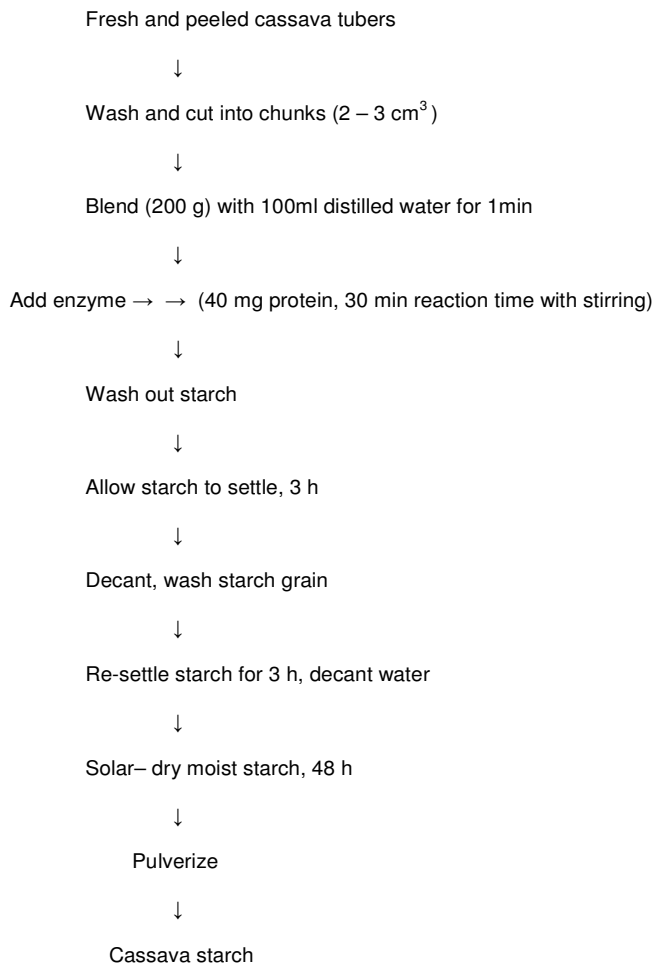 Fresh and peeled cassava tubers
↓
Wash and cut into chunks (2 – 3 cm³ )
↓
Blend (200 g) with 100ml distilled water for 1min
↓
Add enzyme → → (40 mg protein, 30 min reaction time with stirring)
↓
Wash out starch
↓
Allow starch to settle, 3 h
↓
Decant, wash starch grain
↓
Re-settle starch for 3 h, decant water
↓
Solar– dry moist starch, 48 h
↓
Pulverize
↓
Cassava starch